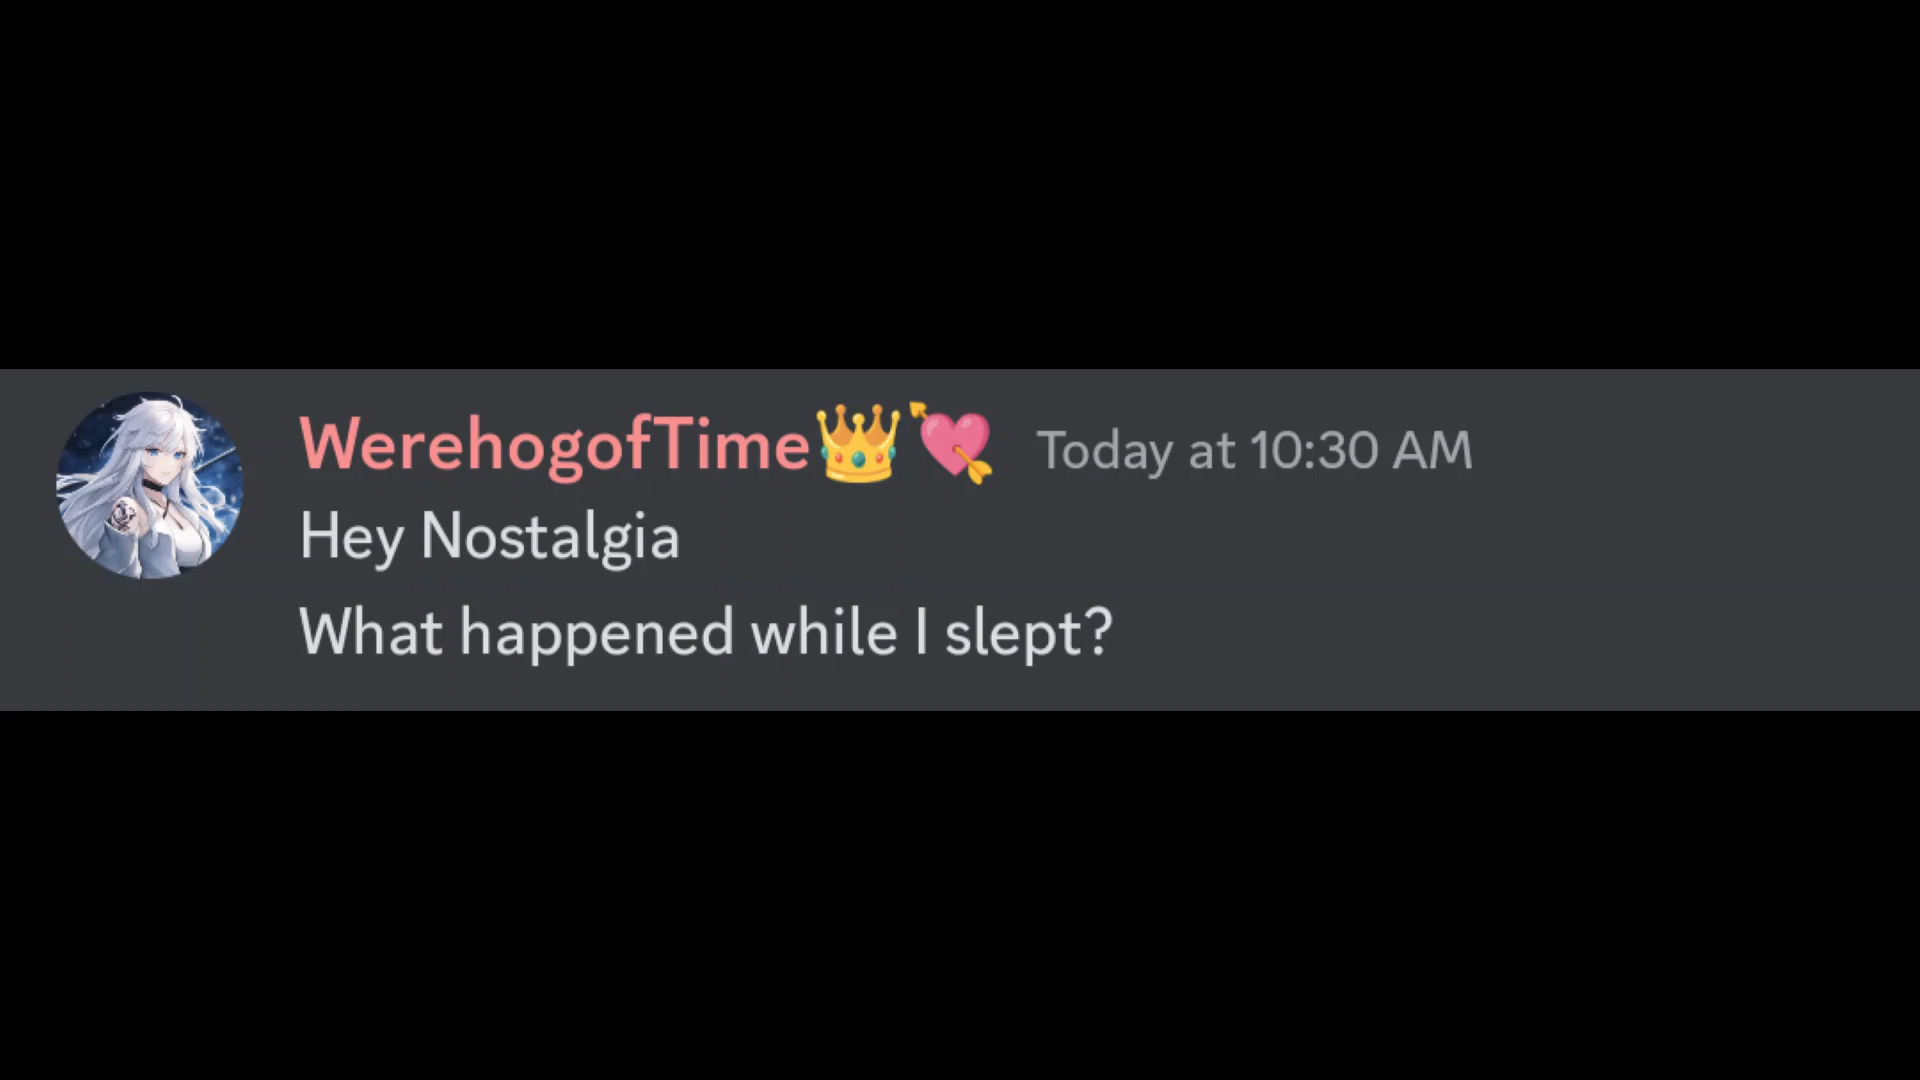 WerehogofTime👑💘 Today at 10:30 AM
Hey Nostalgia
What happened while I slept?